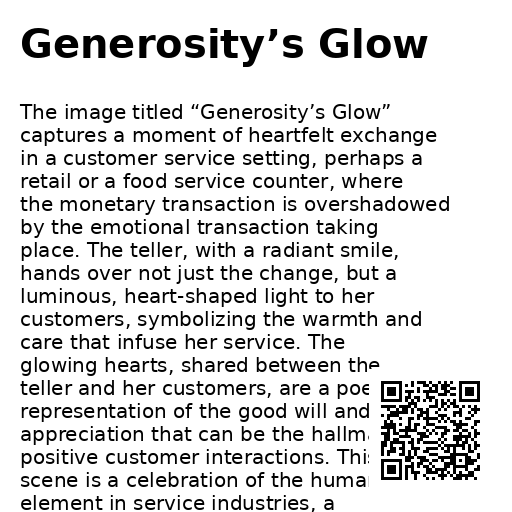 Generosity’s Glow
The image titled “Generosity’s Glow”
captures a moment of heartfelt exchange
in a customer service setting, perhaps a
retail or a food service counter, where
the monetary transaction is overshadowed
by the emotional transaction taking
place. The teller, with a radiant smile,
hands over not just the change, but a
luminous, heart-shaped light to her
customers, symbolizing the warmth and
care that infuse her service. The
glowing hearts, shared between the
teller and her customers, are a
representation of the good will and
appreciation that can be the
positive customer interactions. This
scene is a celebration of the
element in service industries, a